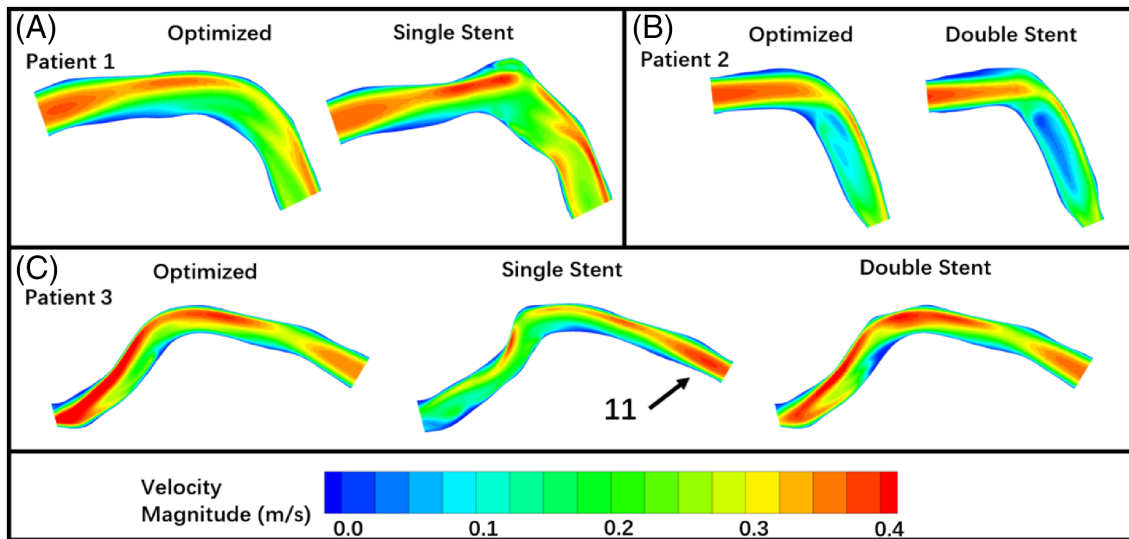 (A)
Optimized
Single Stent
Patient 1
(B)
Optimized
Double Stent
Patient 2
(C)
Optimized
Single Stent
Double Stent
Patient 3
11
Velocity
Magnitude (m/s)
0.0 0.1 0.2 0.3 0.4